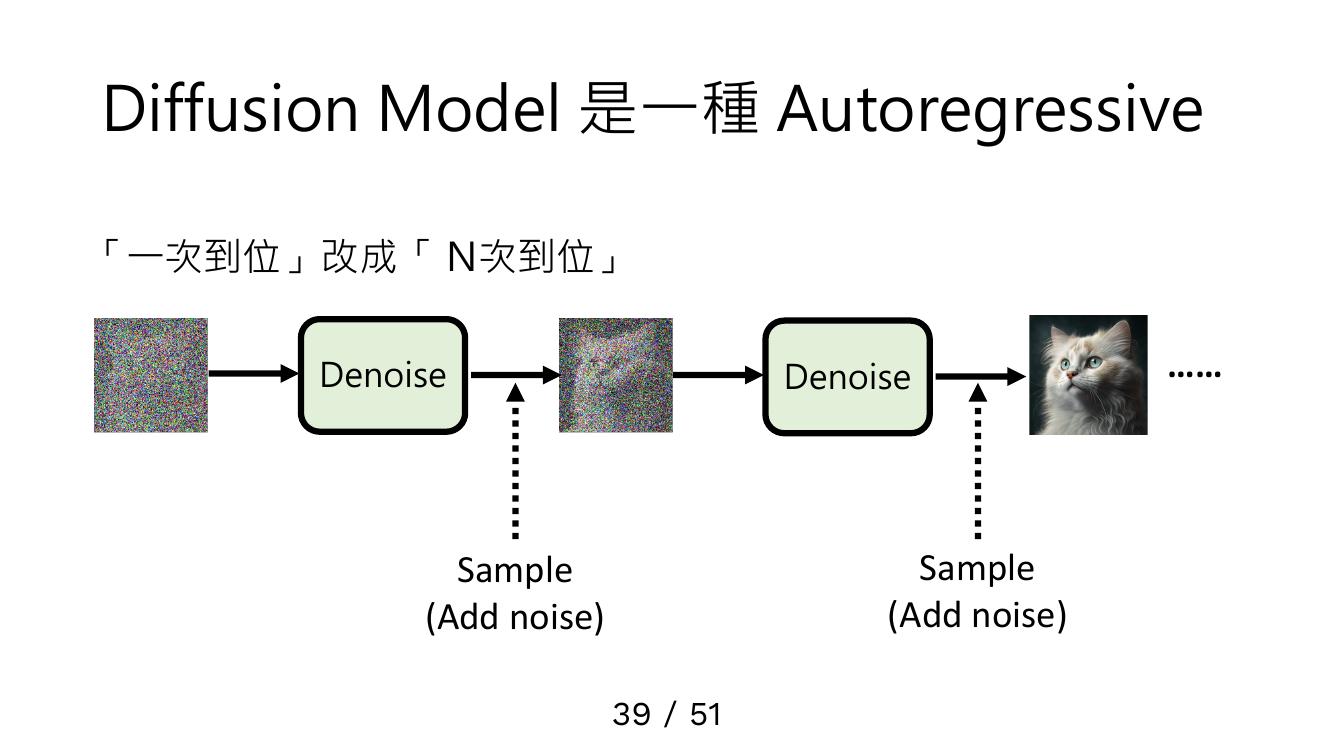 Diffusion Model 是一種 Autoregressive
「一次到位」改成「 N次到位」
Denoise
Denoise
......
Sample
(Add noise)
Sample
(Add noise)
39 / 51